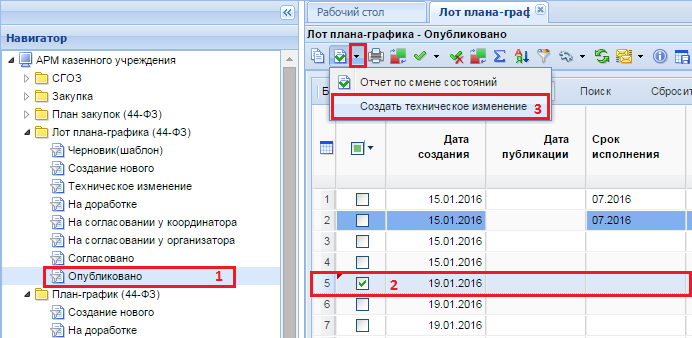 Рабочий стол
Лот плана-граф
Навигатор
Лот плана-графика - Опубликовано
АРМ казенного учреждения
СГОЗ
Закупка
План закупок (44-ФЗ)
Лот плана-графика (44-ФЗ)
Черновик(шаблон)
Создание нового
Техническое изменение
На доработке
На согласовании у координатора
На согласовании у организатора
Согласовано
Опубликовано 1
План-график (44-ФЗ)
Создание нового
На доработке
Отчет по смене состояний
Создать техническое изменение 3
Поиск
Сбросит
Дата создания
Дата публикации
Срок исполнения
1 15.01.2016 07.2016
2 15.01.2016 07.2016
3 15.01.2016
4 15.01.2016
5 2 19.01.2016
6 19.01.2016
7 19.01.2016